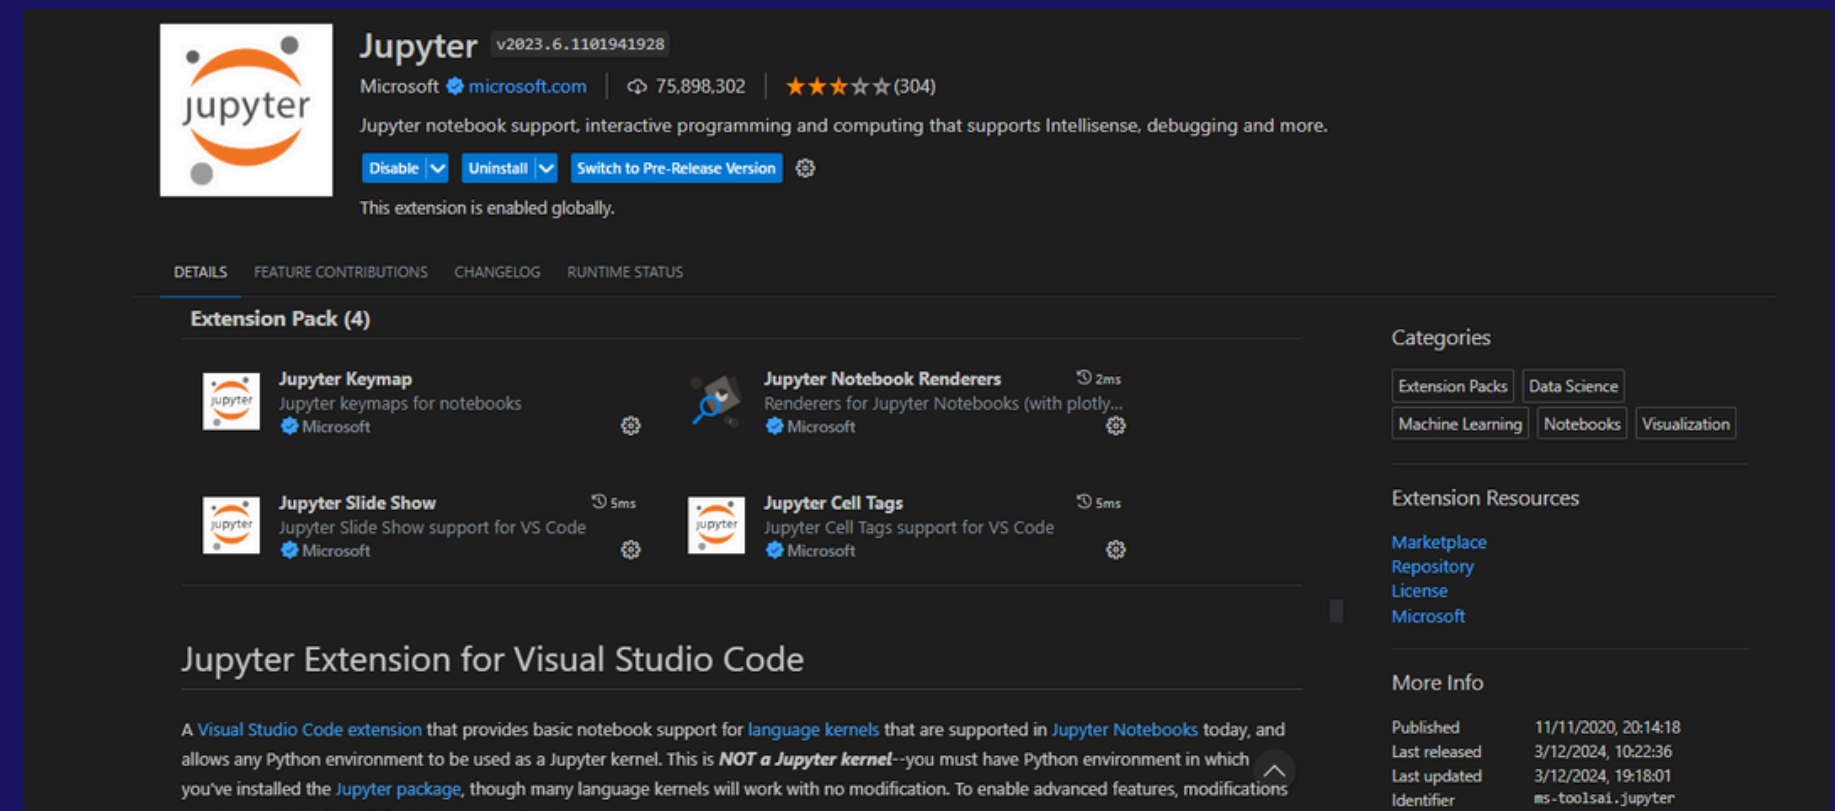 jupyter
Jupyter v2023.6.1101941928
Microsoft microsoft.com 75,898,302 (304)
Jupyter notebook support, interactive programming and computing that supports Intellisense, debugging and more.
Disable Uninstall Switch to Pre-Release Version
This extension is enabled globally.
DETAILS FEATURE CONTRIBUTIONS CHANGELOG RUNTIME STATUS
Extension Pack (4)
jupyter
Jupyter Keymap
Jupyter keymaps for notebooks
Microsoft
Jupyter Notebook Renderers 2ms
Renderers for Jupyter Notebooks (with plotly...
Microsoft
jupyter
Jupyter Slide Show 5ms
Jupyter Slide Show support for VS Code
Microsoft
jupyter
Jupyter Cell Tags 5ms
Jupyter Cell Tags support for VS Code
Microsoft
Jupyter Extension for Visual Studio Code
A Visual Studio Code extension that provides basic notebook support for language kernels that are supported in Jupyter Notebooks today, and
allows any Python environment to be used as a Jupyter kernel. This is NOT a Jupyter kernel--you must have Python environment in which
you've installed the Jupyter package, though many language kernels will work with no modification. To enable advanced features, modifications
Categories
Extension Packs Data Science
Machine Learning Notebooks Visualization
Extension Resources
Marketplace
Repository
License
Microsoft
More Info
Published 11/11/2020, 20:14:18
Last released 3/12/2024, 10:22:36
Last updated 3/12/2024, 19:18:01
Identifier ms-toolsai.jupyter